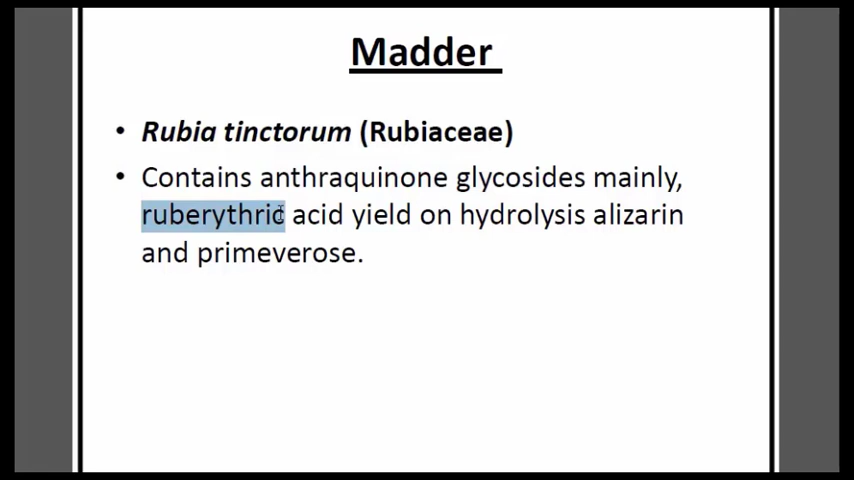 Madder
• Rubia tinctorum (Rubiaceae)
• Contains anthraquinone glycosides mainly,
ruberythric acid yield on hydrolysis alizarin
and primeverose.